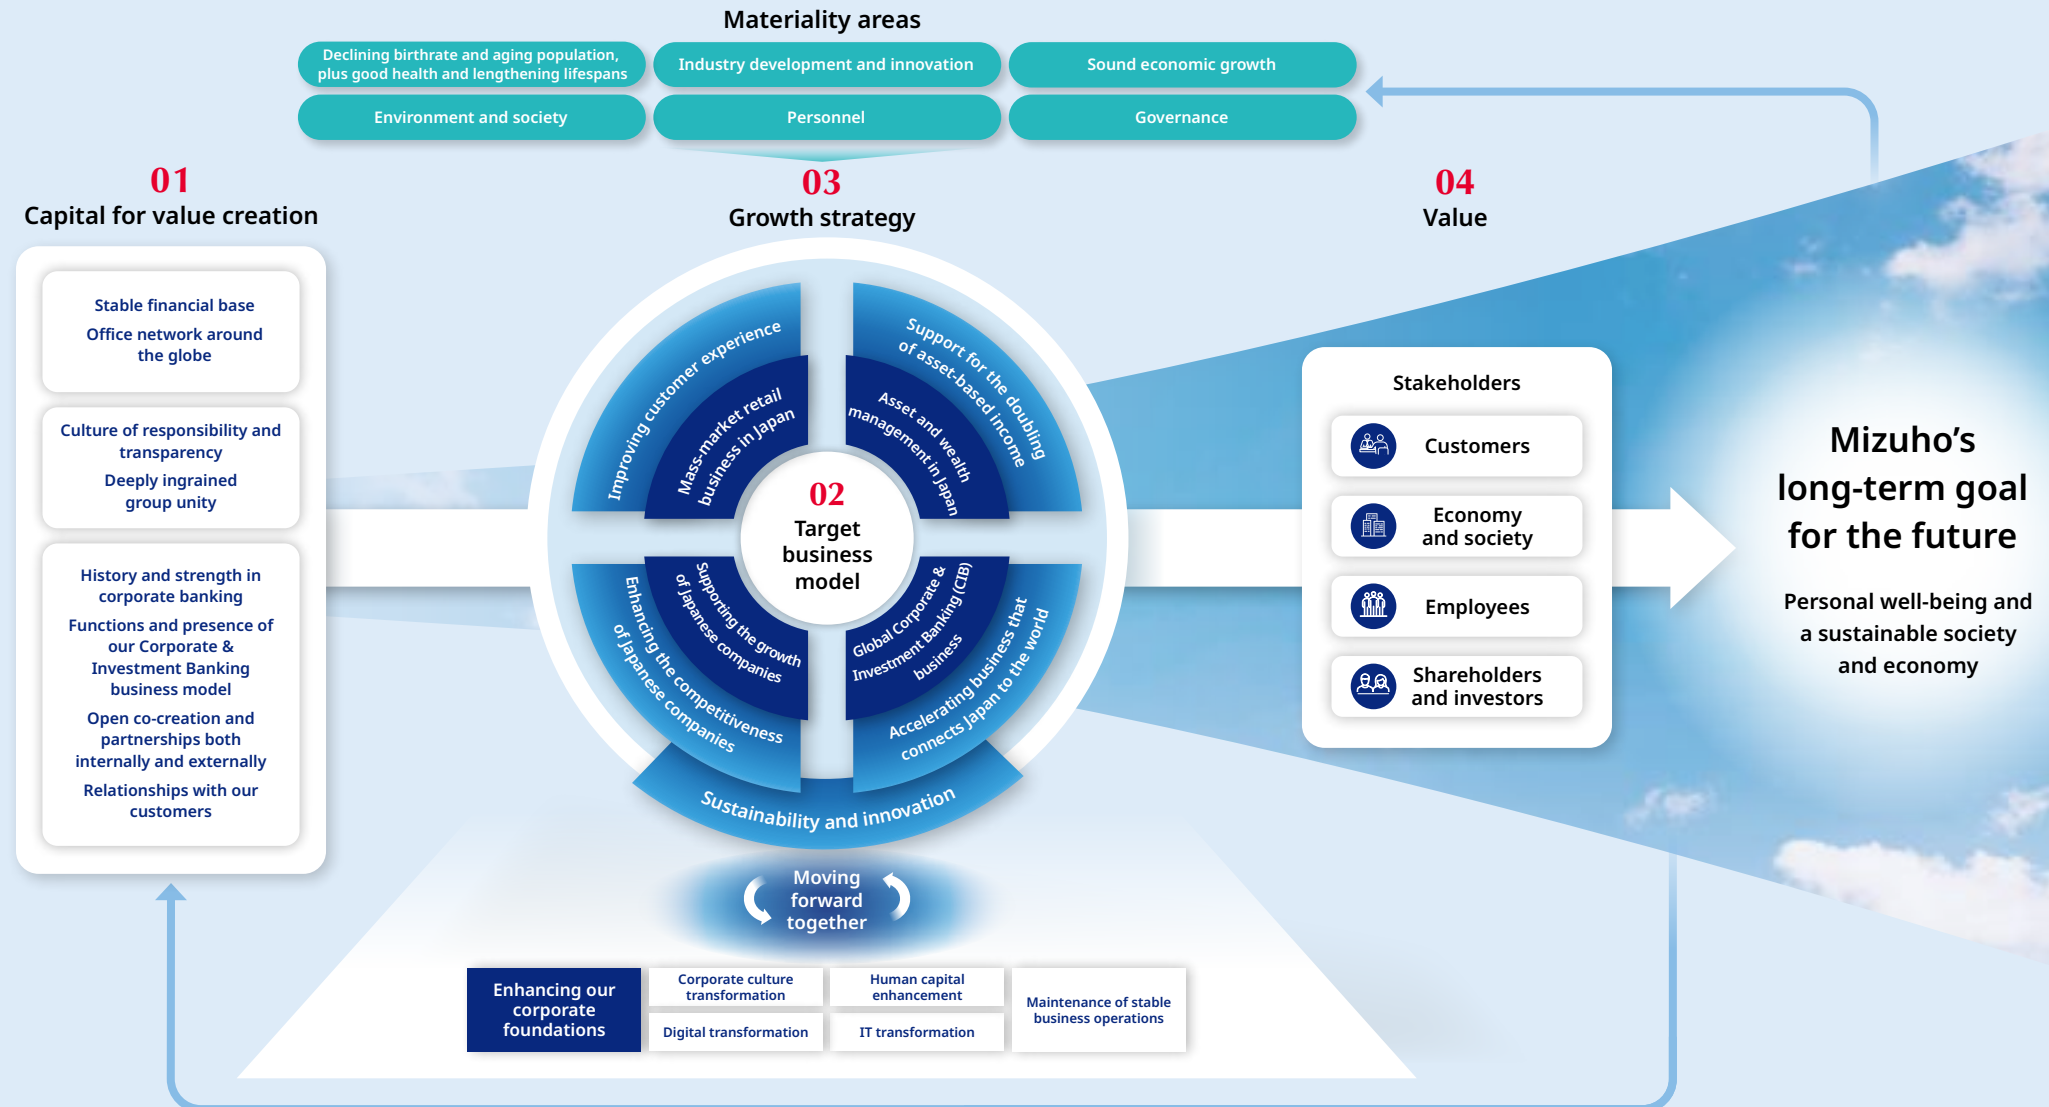 Materiality areas
Declining birthrate and aging population,
plus good health and lengthening lifespans
Industry development and innovation
Sound economic growth
Environment and society
Personnel
Governance
01
Capital for value creation
Stable financial base
Office network around
the globe
Culture of responsibility and
transparency
Deeply ingrained
group unity
History and strength in
corporate banking
Functions and presence of
our Corporate &
Investment Banking
business model
Open co-creation and
partnerships both
internally and externally
Relationships with our
customers
03
Growth strategy
Improving customer experience
Mass-market retail
business in Japan
Support for the doubling
of asset-based income
Asset and wealth
management in Japan
02
Target
business
model
Supporting the growth
of Japanese companies
Enhancing the competitiveness
of Japanese companies
Global Corporate &
Investment Banking (CIB)
business
Accelerating business that
connects Japan to the world
Sustainability and innovation
Moving
forward
together
Enhancing our
corporate
foundations
Corporate culture
transformation
Human capital
enhancement
Digital transformation
IT transformation
Maintenance of stable
business operations
04
Value
Stakeholders
Customers
Economy
and society
Employees
Shareholders
and investors
Mizuho’s
long-term goal
for the future
Personal well-being and
a sustainable society
and economy